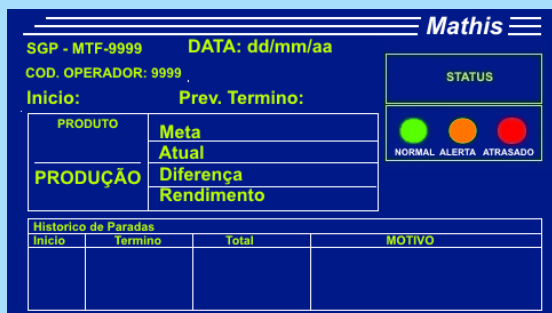 Mathis
SGP - MTF-9999 DATA: dd/mm/aa
COD. OPERADOR: 9999
Inicio: Prev. Termino:
STATUS
NORMAL ALERTA ATRASADO
PRODUTO
PRODUÇÃO
Meta
Atual
Diferença
Rendimento
Historico de Paradas
Inicio Termino Total MOTIVO